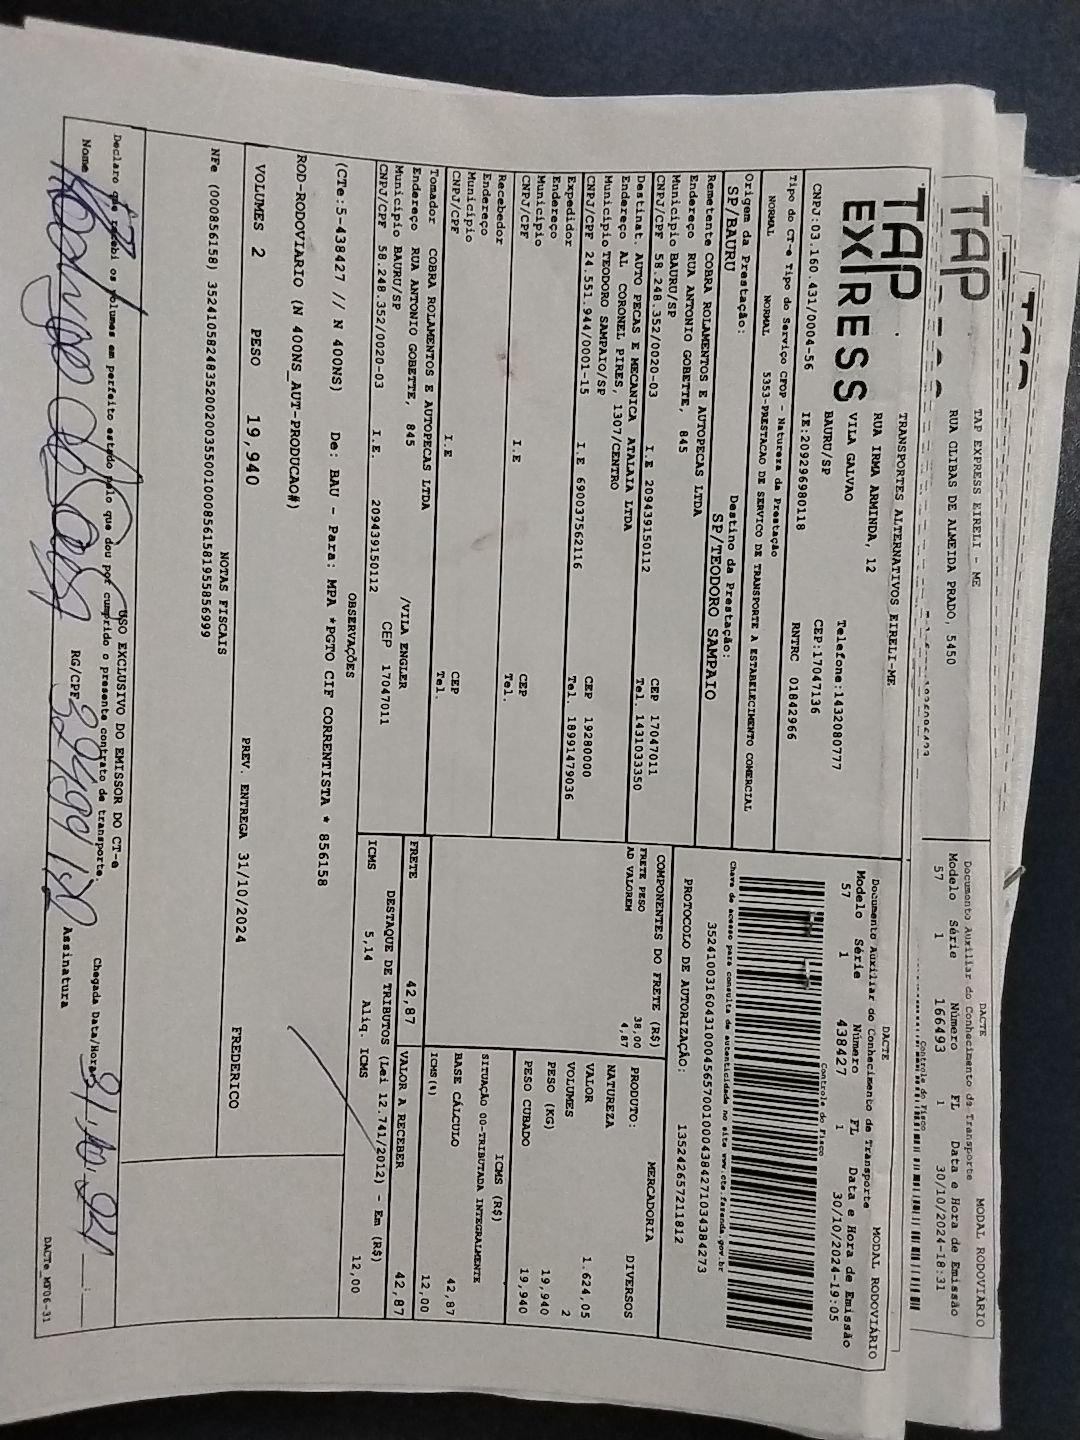 TAP
TAP EXPRESS EIRELI - ME
RUA CLIBAS DE ALMEIDA PRADO, 5450
DACTE
MODAL RODOVIÁRIO
Documento Auxiliar do Conhecimento de Transporte
Modelo Série Número FL Data e Hora de Emissão
57 1 166493 1 30/10/2024-18:31
Controle do Fisco
TAP
EXPRESS
TRANSPORTES ALTERNATIVOS EIRELI-ME
RUA IRMA ARMINDA, 12
VILA GALVAO
BAURU/SP
Telefone:1432080777
CEP:17047136
CNPJ:03.160.431/0004-56
IE:209296980118
RNTRC 01842966
DACTE
MODAL RODOVIÁRIO
Documento Auxiliar do Conhecimento de Transporte
Modelo Série Número FL Data e Hora de Emissão
57 1 438427 1 30/10/2024-19:05
Controle do Fisco
Tipo do CT-e Tipo do Serviço CFOP - Natureza da Prestação
NORMAL NORMAL 5353-PRESTACAO DE SERVICO DE TRANSPORTE A ESTABELECIMENTO COMERCIAL
Origem da Prestação:
SP/BAURU
Destino da Prestação:
SP/TEODORO SAMPAIO
Chave de acesso para consulta de autenticidade no site www.cte.fazenda.gov.br
35241003160431000456570010004384271034384273
PROTOCOLO DE AUTORIZAÇÃO: 135242657211812
Remetente COBRA ROLAMENTOS E AUTOPECAS LTDA
Endereço RUA ANTONIO GOBETTE, 845
Município BAURU/SP CEP 17047011
CNPJ/CPF 58.248.352/0020-03 I.E 209439150112 Tel. 1431033350
Destinat. AUTO PECAS E MECANICA ATALAIA LTDA
Endereço AL CORONEL PIRES, 1307/CENTRO
Município TEODORO SAMPAIO/SP CEP 19280000
CNPJ/CPF 24.551.944/0001-15 I.E 690037562116 Tel. 18991479036
Expedidor
Endereço
Município CEP
CNPJ/CPF I.E Tel.
Recebedor
Endereço
Município CEP
CNPJ/CPF I.E Tel.
Tomador COBRA ROLAMENTOS E AUTOPECAS LTDA
Endereço RUA ANTONIO GOBETTE, 845 /VILA ENGLER
Município BAURU/SP CEP 17047011
CNPJ/CPF 58.248.352/0020-03 I.E. 209439150112
COMPONENTES DO FRETE (R$)
FRETE PESO 38,00
AD VALOREM 4,87
FRETE 42,87
MERCADORIA
PRODUTO: DIVERSOS
NATUREZA
VALOR 1.624,05
VOLUMES 2
PESO (KG) 19,940
PESO CUBADO 19,940
ICMS (R$)
SITUAÇÃO 00-TRIBUTADA INTEGRALMENTE
BASE CÁLCULO 42,87
ICMS(%) 12,00
VALOR A RECEBER 42,87
DESTAQUE DE TRIBUTOS (Lei 12.741/2012) - Em (R$)
ICMS 5,14 Aliq. ICMS 12,00
OBSERVAÇÕES
(CTe:5-438427 // N 400NS) De: BAU - Para: MPA *PGTO CIF CORRENTISTA * 856158
ROD-RODOVIARIO (N 400NS_AUT-PRODUCAO#)
VOLUMES 2 PESO 19,940 PREV. ENTREGA 31/10/2024 FREDERICO
NOTAS FISCAIS
NFe (000856158) 35241058248352002003550010008561581955856999
USO EXCLUSIVO DO EMISSOR DO CT-e
Declaro que recebi os volumes em perfeito estado pelo que dou por cumprido o presente contrato de transporte.
Nome RG/CPF Assinatura Chegada Data/Hora 31.10.24
DACTe_MF06-31